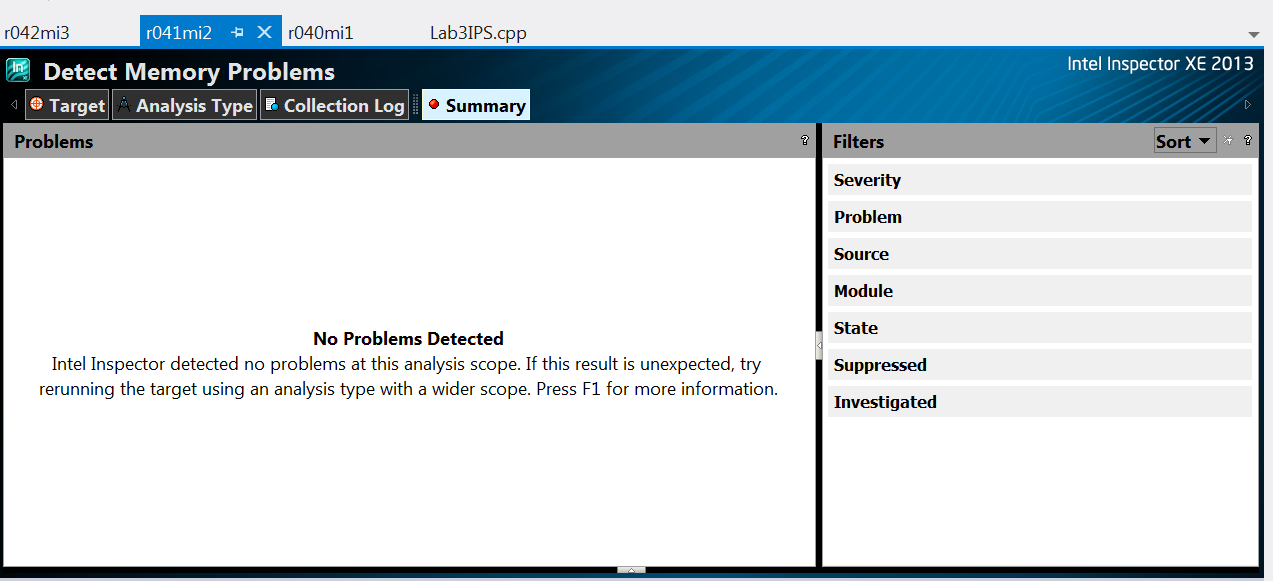 r042mi3 r041mi2 r040mi1 Lab3IPS.cpp
Detect Memory Problems
Intel Inspector XE 2013
Target Analysis Type Collection Log Summary
Problems ?
No Problems Detected
Intel Inspector detected no problems at this analysis scope. If this result is unexpected, try
rerunning the target using an analysis type with a wider scope. Press F1 for more information.
Filters Sort ?
Severity
Problem
Source
Module
State
Suppressed
Investigated